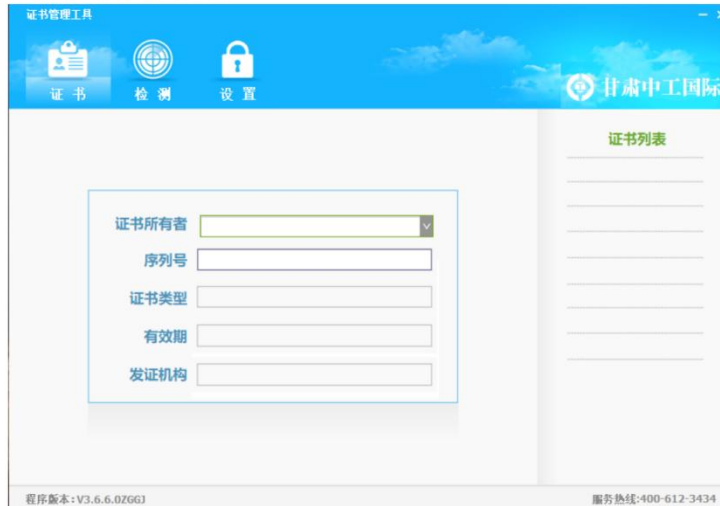 证书管理工具
证书 检测 设置
甘肃中工国际
证书列表
证书所有者
序列号
证书类型
有效期
发证机构
程序版本:V3.6.6.0ZGGJ
服务热线:400-612-3434